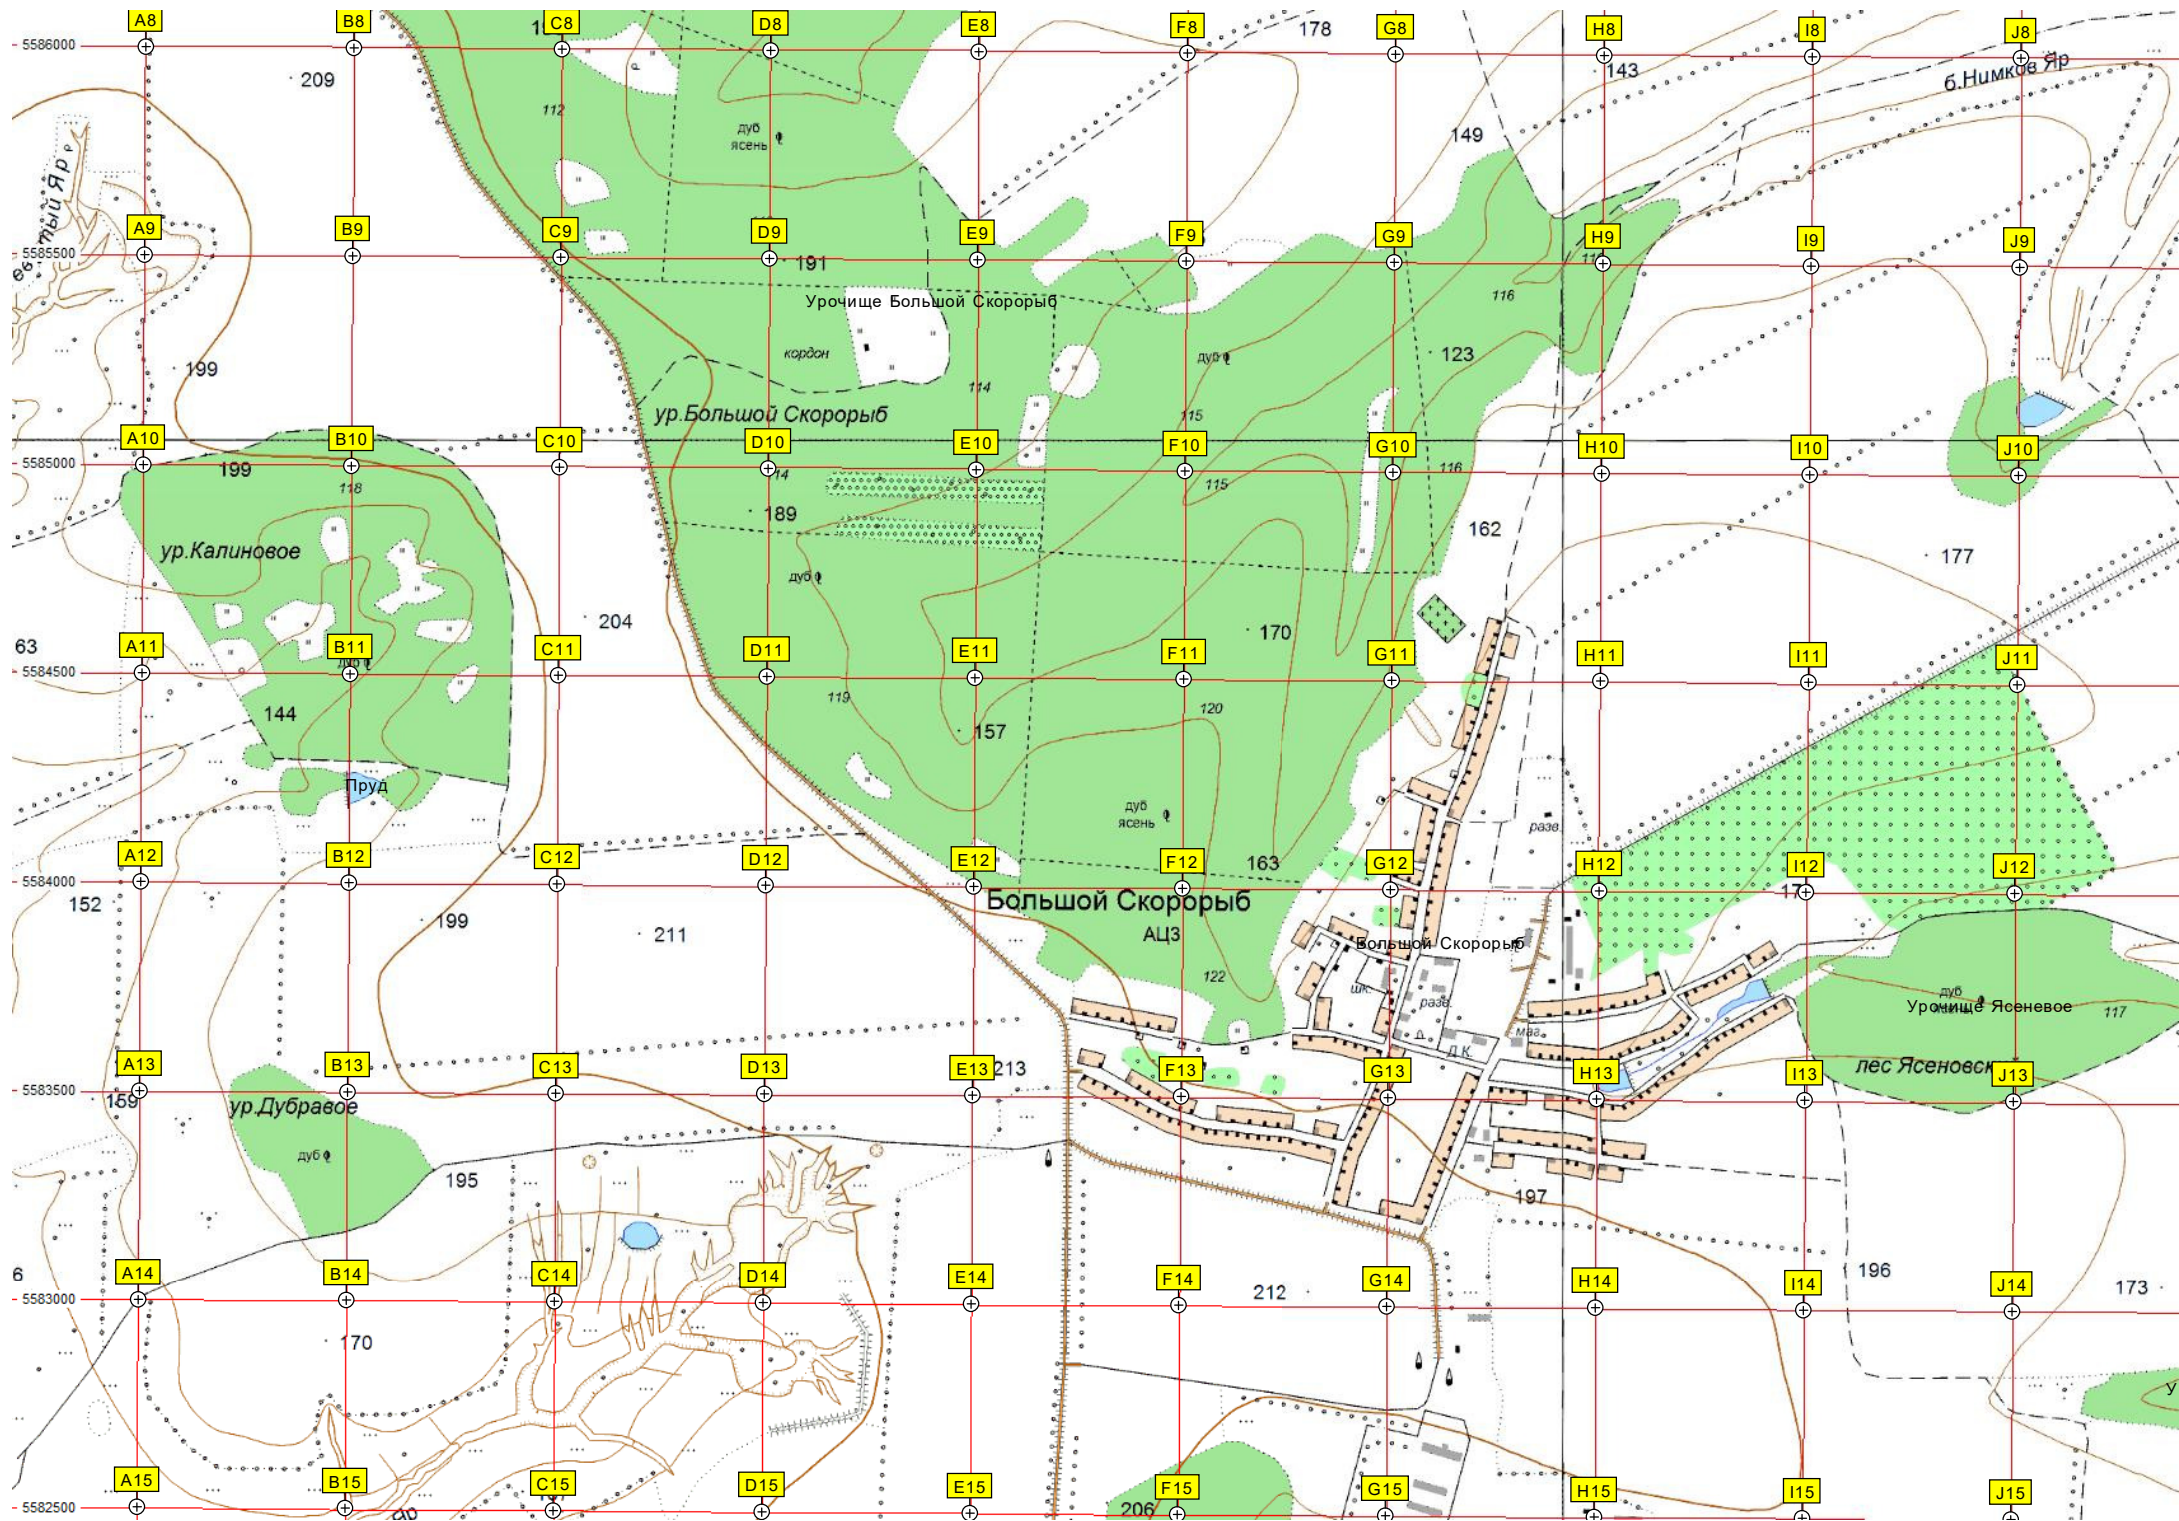 A8 B8 C8 D8 E8 F8 G8 H8 I8 J8
5586000
178
209
143
б.Нимков Яр
112
дуб
ясень
149
A9 B9 C9 D9 E9 F9 G9 H9 I9 J9
5585500
191
116
Урочище Большой Скорорыб
кордон
123
дуб
199
114
115
ур.Большой Скорорыб
A10 B10 C10 D10 E10 F10 G10 H10 I10 J10
5585000
199
116
118
115
189
162
ур.Калиновое
177
дуб
204
170
63
A11 B11 C11 D11 E11 F11 G11 H11 I11 J11
5584500
дуб
119
120
144
157
Пруд
дуб
ясень
разв.
A12 B12 C12 D12 E12 F12 G12 H12 I12 J12
163
5584000
152
Большой Скорорыб
199
211
АЦЗ
Большой Скорорыб
122
шк.
разв.
дуб
Урочище Ясеневое
117
маг.
Д.К.
A13 B13 C13 D13 E13 F13 G13 H13 I13 J13
213
лес Ясеновск
5583500
159
ур.Дубравое
дуб
195
197
A14 B14 C14 D14 E14 F14 G14 H14 I14 J14
6
196
5583000
212
173
170
У
A15 B15 C15 D15 E15 F15 G15 H15 I15 J15
5582500
206